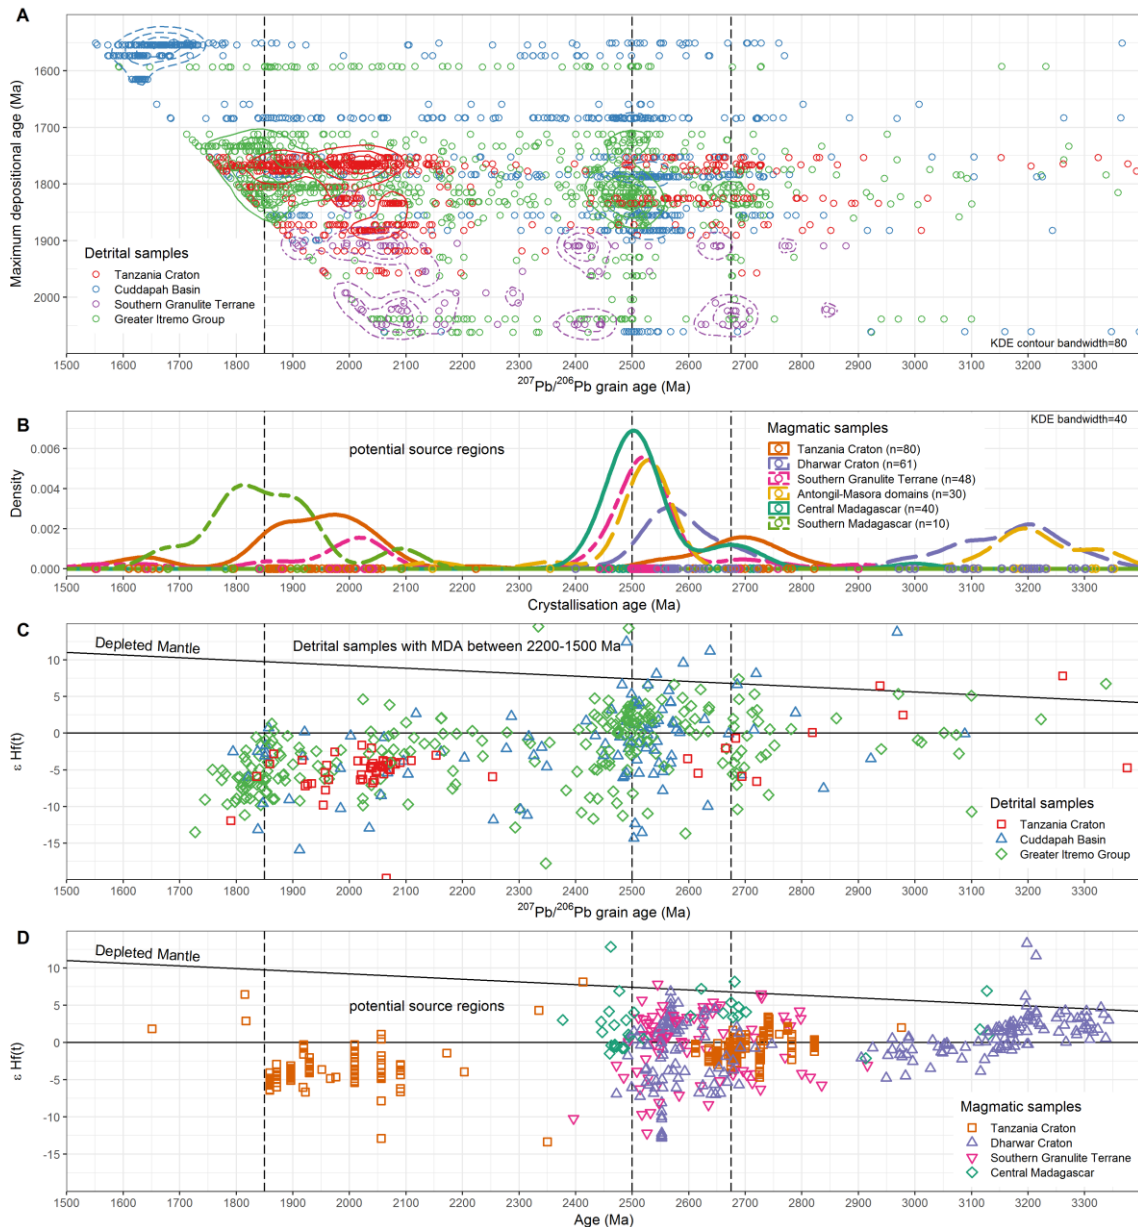 A
Maximum depositional age (Ma)
1600
1700
1800
1900
2000
Detrital samples
Tanzania Craton
Cuddapah Basin
Southern Granulite Terrane
Greater Itremo Group
KDE contour bandwidth=80
1500 1600 1700 1800 1900 2000 2100 2200 2300 2400 2500 2600 2700 2800 2900 3000 3100 3200 3300
207Pb/206Pb grain age (Ma)
B
KDE bandwidth=40
Density
0.006
0.004
0.002
0.000
potential source regions
Magmatic samples
Tanzania Craton (n=80)
Dharwar Craton (n=61)
Southern Granulite Terrane (n=48)
Antongil-Masora domains (n=30)
Central Madagascar (n=40)
Southern Madagascar (n=10)
1500 1600 1700 1800 1900 2000 2100 2200 2300 2400 2500 2600 2700 2800 2900 3000 3100 3200 3300
Crystallisation age (Ma)
C
Depleted Mantle
Detrital samples with MDA between 2200-1500 Ma
ε Hf(t)
10
5
0
-5
-10
-15
Detrital samples
Tanzania Craton
Cuddapah Basin
Greater Itremo Group
1500 1600 1700 1800 1900 2000 2100 2200 2300 2400 2500 2600 2700 2800 2900 3000 3100 3200 3300
207Pb/206Pb grain age (Ma)
D
Depleted Mantle
potential source regions
ε Hf(t)
10
5
0
-5
-10
-15
Magmatic samples
Tanzania Craton
Dharwar Craton
Southern Granulite Terrane
Central Madagascar
1500 1600 1700 1800 1900 2000 2100 2200 2300 2400 2500 2600 2700 2800 2900 3000 3100 3200 3300
Age (Ma)